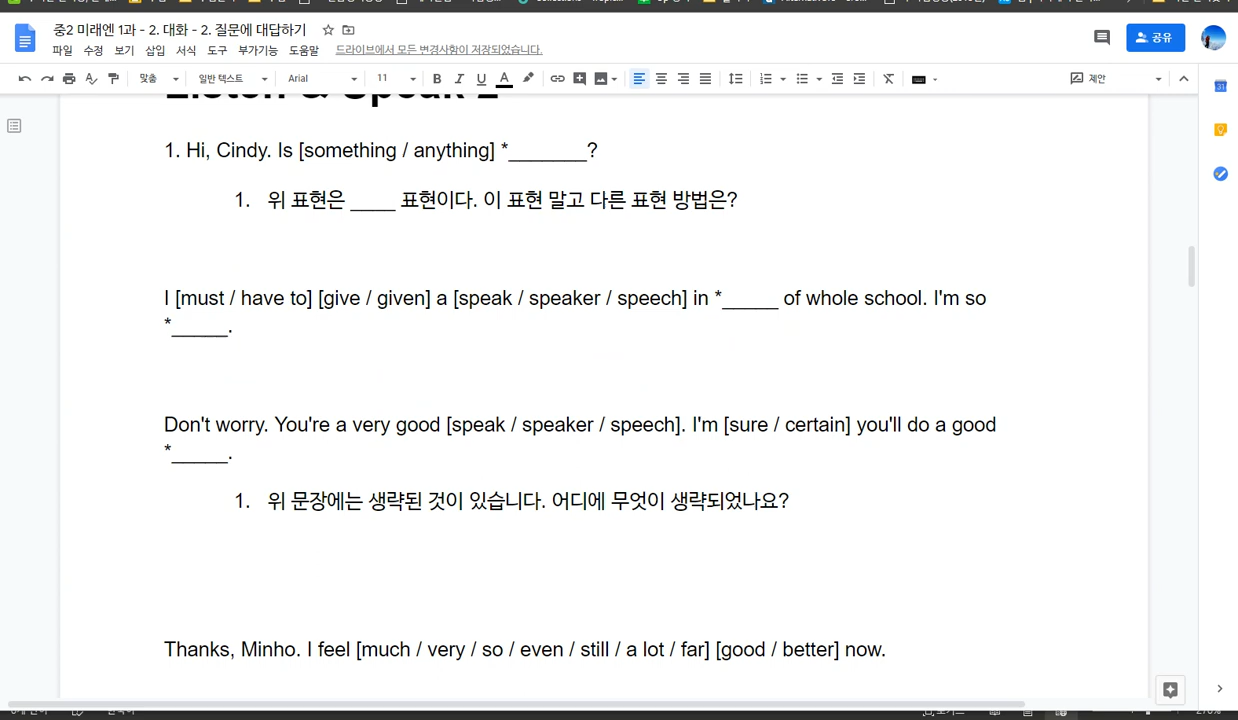 중2 미래엔 1과 - 2. 대화 - 2. 질문에 대답하기
공유
파일 수정 보기 삽입 서식 도구 부가기능 도움말 드라이브에서 모든 변경사항이 저장되었습니다.
맞춤 일반 텍스트 Arial 11 B I U A 제안
1. Hi, Cindy. Is [something / anything] *_______?
1. 위 표현은 ____ 표현이다. 이 표현 말고 다른 표현 방법은?
I [must / have to] [give / given] a [speak / speaker / speech] in *_____ of whole school. I'm so
*_____.
Don't worry. You're a very good [speak / speaker / speech]. I'm [sure / certain] you'll do a good
*_____.
1. 위 문장에는 생략된 것이 있습니다. 어디에 무엇이 생략되었나요?
Thanks, Minho. I feel [much / very / so / even / still / a lot / far] [good / better] now.